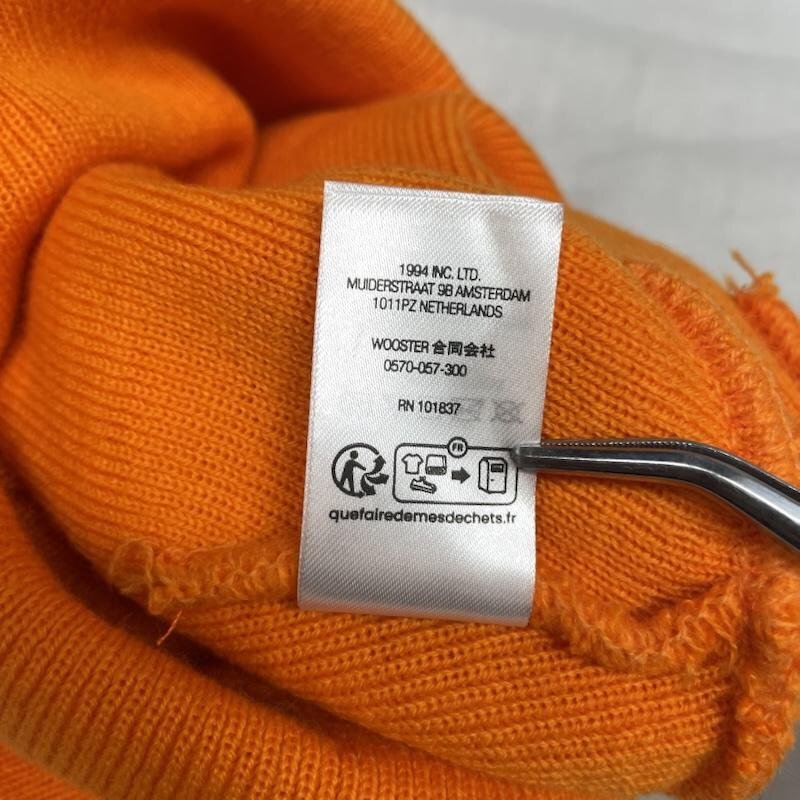 1994 INC. LTD.
MUIDERSTRAAT 9B AMSTERDAM
1011PZ NETHERLANDS
WOOSTER 合同会社
0570-057-300
RN 101837
FR
quefairedemesdechets.fr